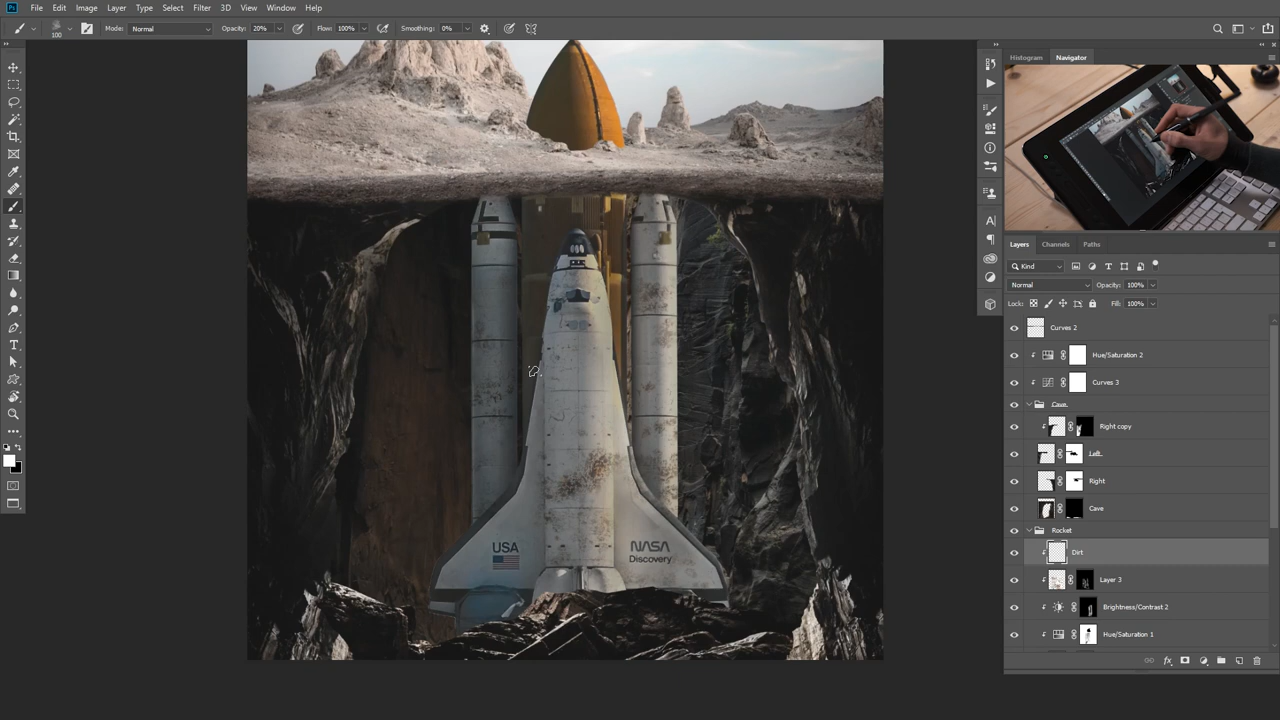 Ps File Edit Image Layer Type Select Filter 3D View Window Help
100 Mode: Normal Opacity: 20% Flow: 100% Smoothing: 0%
Histogram Navigator
Layers Channels Paths
Kind
Normal Opacity: 100%
Lock: Fill: 100%
Curves 2
Hue/Saturation 2
Curves 3
Cave
Right copy
Left
Right
Cave
Rocket
Dirt
Layer 3
Brightness/Contrast 2
Hue/Saturation 1
USA
NASA
Discovery